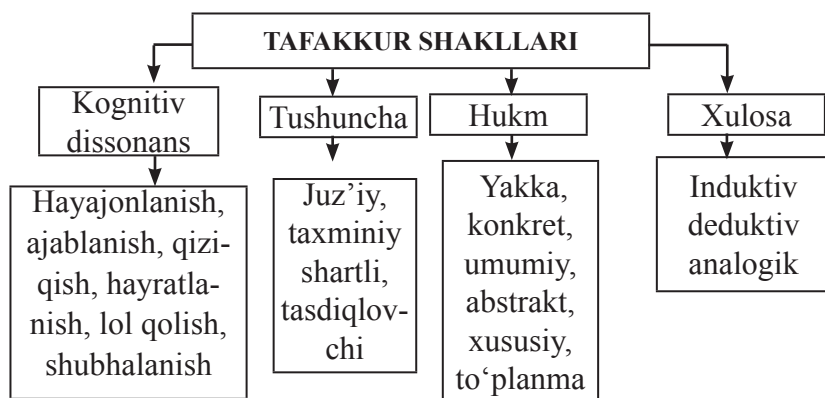 TAFAKKUR SHAKLLARI
Kognitiv
dissonans
Hayajonlanish,
ajablanish, qizi-
qish, hayratla-
nish, lol qolish,
shubhalanish
Tushuncha
Juz’iy,
taxminiy
shartli,
tasdiqlov-
chi
Hukm
Yakka,
konkret,
umumiy,
abstrakt,
xususiy,
to‘planma
Xulosa
Induktiv
deduktiv
analogik